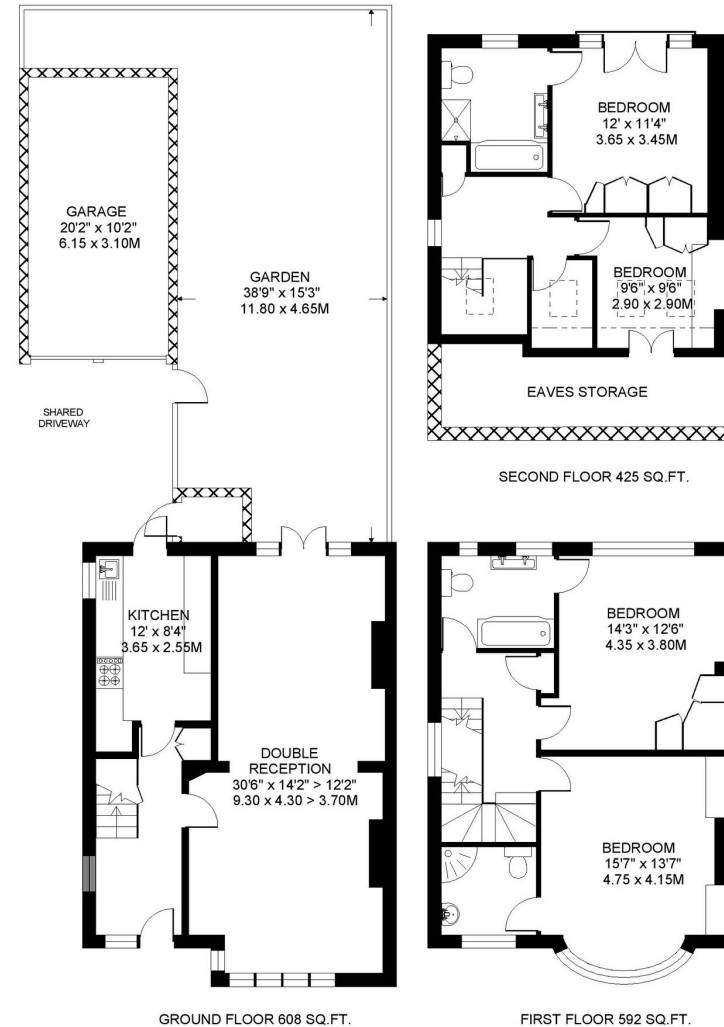 GARAGE
20'2" x 10'2"
6.15 x 3.10M
GARDEN
38'9" x 15'3"
11.80 x 4.65M
SHARED
DRIVEWAY
KITCHEN
12' x 8'4"
3.65 x 2.55M
DOUBLE
RECEPTION
30'6" x 14'2" > 12'2"
9.30 x 4.30 > 3.70M
GROUND FLOOR 608 SQ.FT.
BEDROOM
12' x 11'4"
3.65 x 3.45M
BEDROOM
9'6" x 9'6"
2.90 x 2.90M
EAVES STORAGE
SECOND FLOOR 425 SQ.FT.
BEDROOM
14'3" x 12'6"
4.35 x 3.80M
BEDROOM
15'7" x 13'7"
4.75 x 4.15M
FIRST FLOOR 592 SQ.FT.